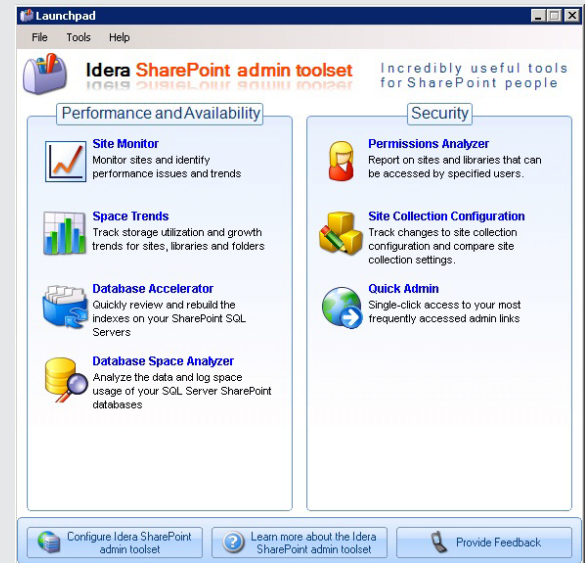 Launchpad
File Tools Help
Idera SharePoint admin toolset
Incredibly useful tools
for SharePoint people
Performance and Availability
Site Monitor
Monitor sites and identify
performance issues and trends
Space Trends
Track storage utilization and growth
trends for sites, libraries and folders
Database Accelerator
Quickly review and rebuild the
indexes on your SharePoint SQL
Servers
Database Space Analyzer
Analyze the data and log space
usage of your SQL Server SharePoint
databases
Security
Permissions Analyzer
Report on sites and libraries that can
be accessed by specified users.
Site Collection Configuration
Track changes to site collection
configuration and compare site
collection settings.
Quick Admin
Single-click access to your most
frequently accessed admin links
Configure Idera SharePoint
admin toolset
Learn more about the Idera
SharePoint admin toolset
Provide Feedback